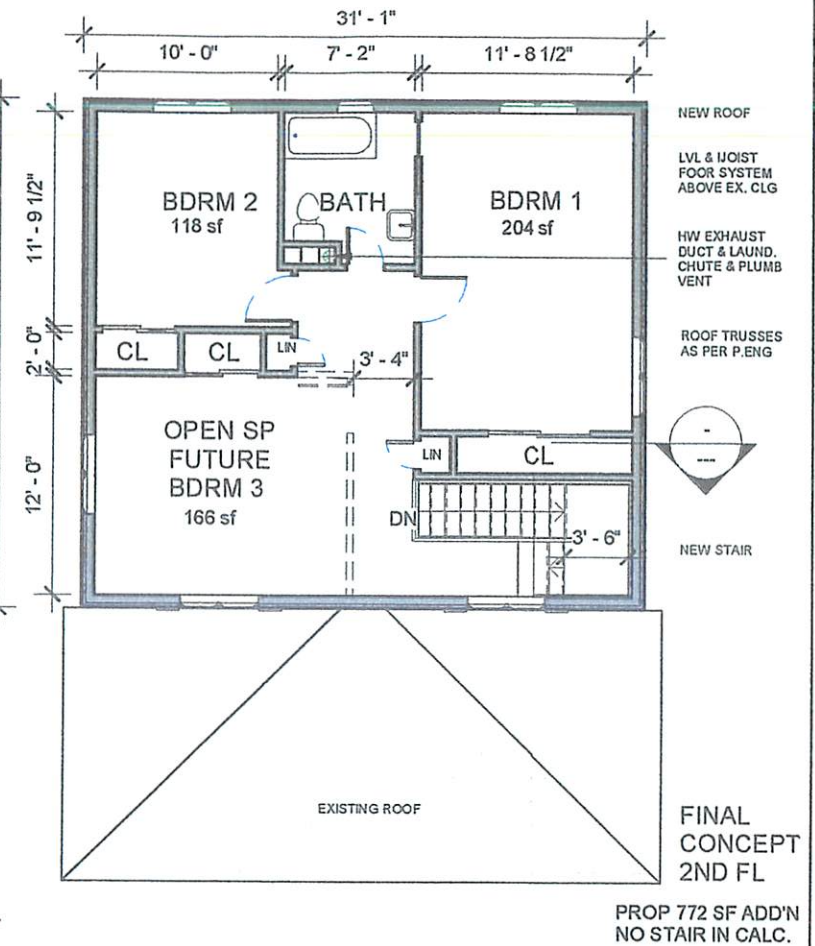 31' - 1"
10' - 0"
7' - 2"
11' - 8 1/2"
NEW ROOF
LVL & IJOIST
FOOR SYSTEM
ABOVE EX. CLG
HW EXHAUST
DUCT & LAUND.
CHUTE & PLUMB
VENT
ROOF TRUSSES
AS PER P.ENG
11' - 9 1/2"
BDRM 2
118 sf
BATH
BDRM 1
204 sf
2' - 0"
CL
CL
LIN
3' - 4"
12' - 0"
OPEN SP
FUTURE
BDRM 3
166 sf
LIN
CL
-
---
DN
3' - 6"
NEW STAIR
EXISTING ROOF
FINAL
CONCEPT
2ND FL
PROP 772 SF ADD'N
NO STAIR IN CALC.